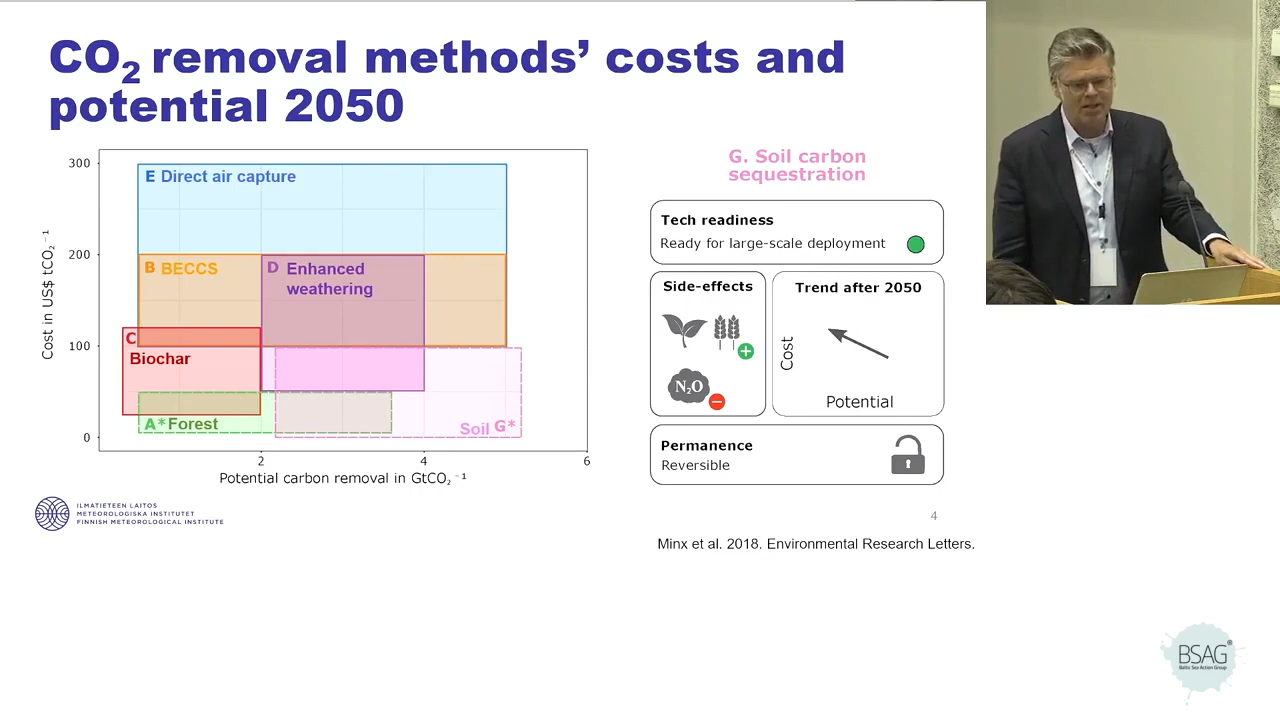 CO₂ removal methods’ costs and
potential 2050
300
200
100
0
2
4
6
Cost in US$ tCO₂⁻¹
Potential carbon removal in GtCO₂⁻¹
E Direct air capture
B BECCS
D Enhanced
weathering
C
Biochar
A* Forest
Soil G*
G. Soil carbon
sequestration
Tech readiness
Ready for large-scale deployment
Side-effects
+
N₂O
−
Trend after 2050
Cost
Potential
Permanence
Reversible
ILMATIETEEN LAITOS
METEOROLOGISKA INSTITUTET
FINNISH METEOROLOGICAL INSTITUTE
4
Minx et al. 2018. Environmental Research Letters.
BSAG®
Baltic Sea Action Group